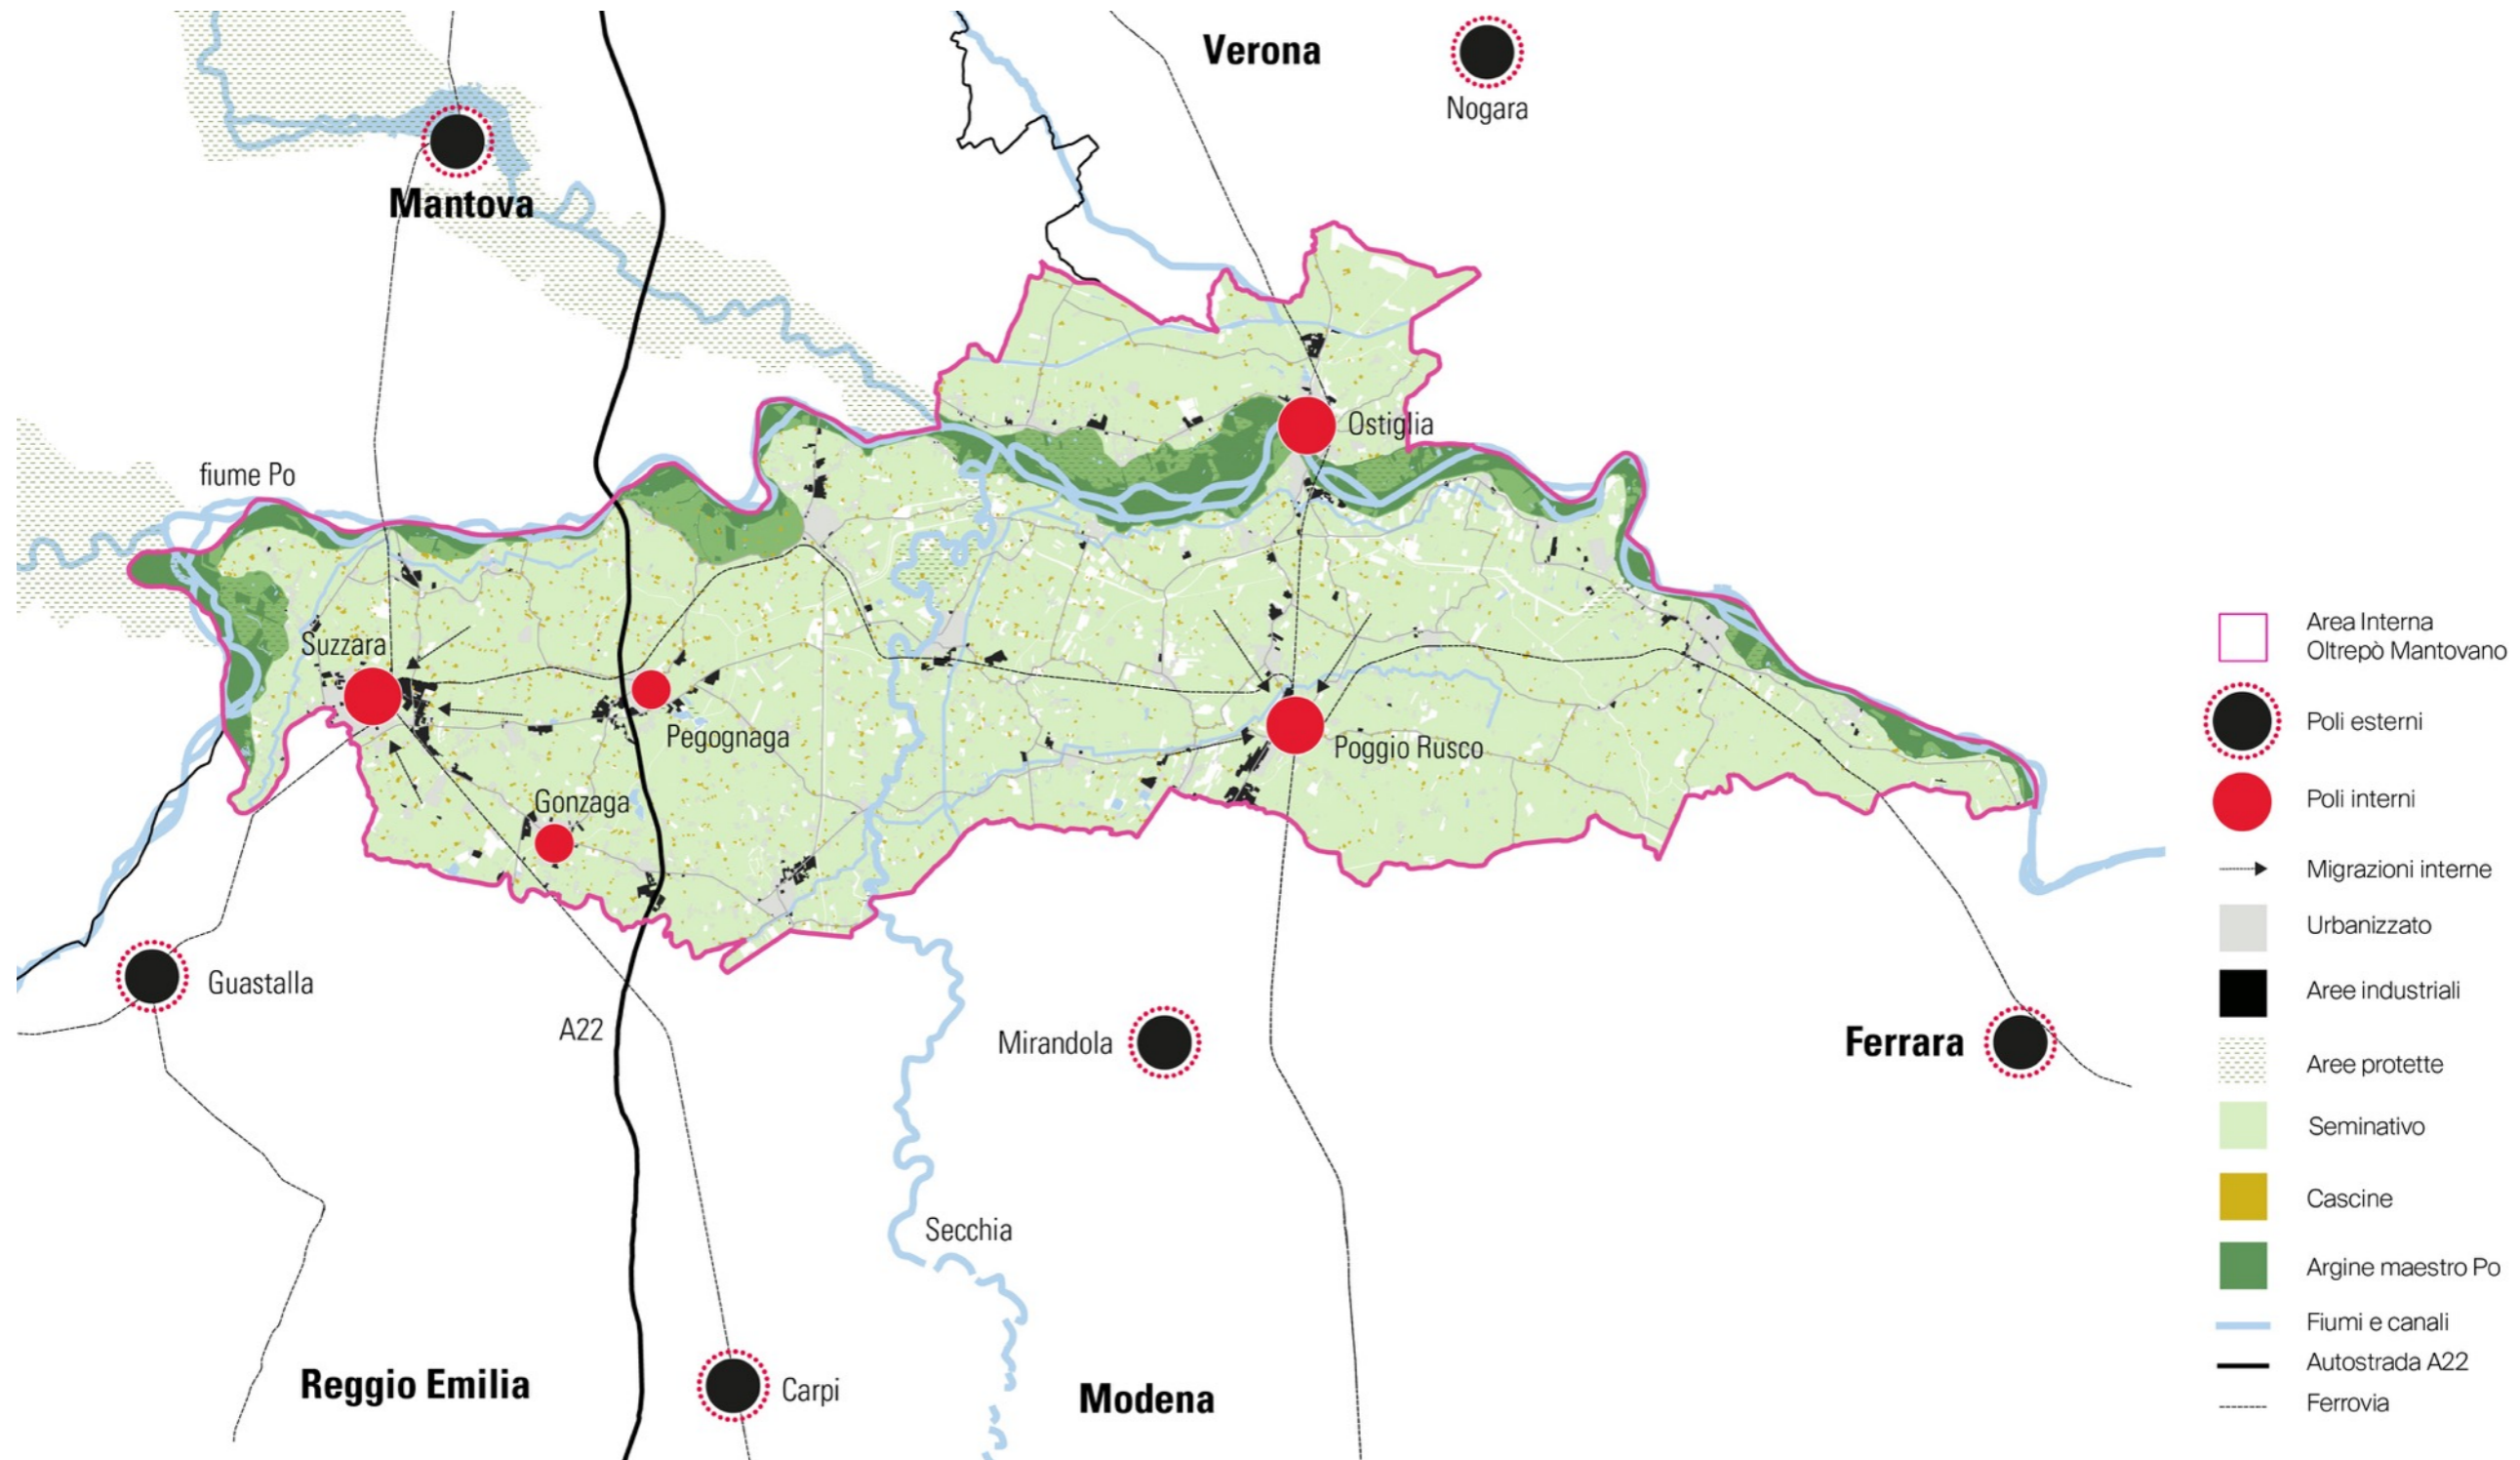 Verona
Nogara
Mantova
Ostiglia
fiume Po
Suzzara
Pegognaga
Poggio Rusco
Gonzaga
Guastalla
A22
Mirandola
Ferrara
Secchia
Reggio Emilia
Carpi
Modena
Area Interna
Oltrepò Mantovano
Poli esterni
Poli interni
Migrazioni interne
Urbanizzato
Aree industriali
Aree protette
Seminativo
Cascine
Argine maestro Po
Fiumi e canali
Autostrada A22
Ferrovia